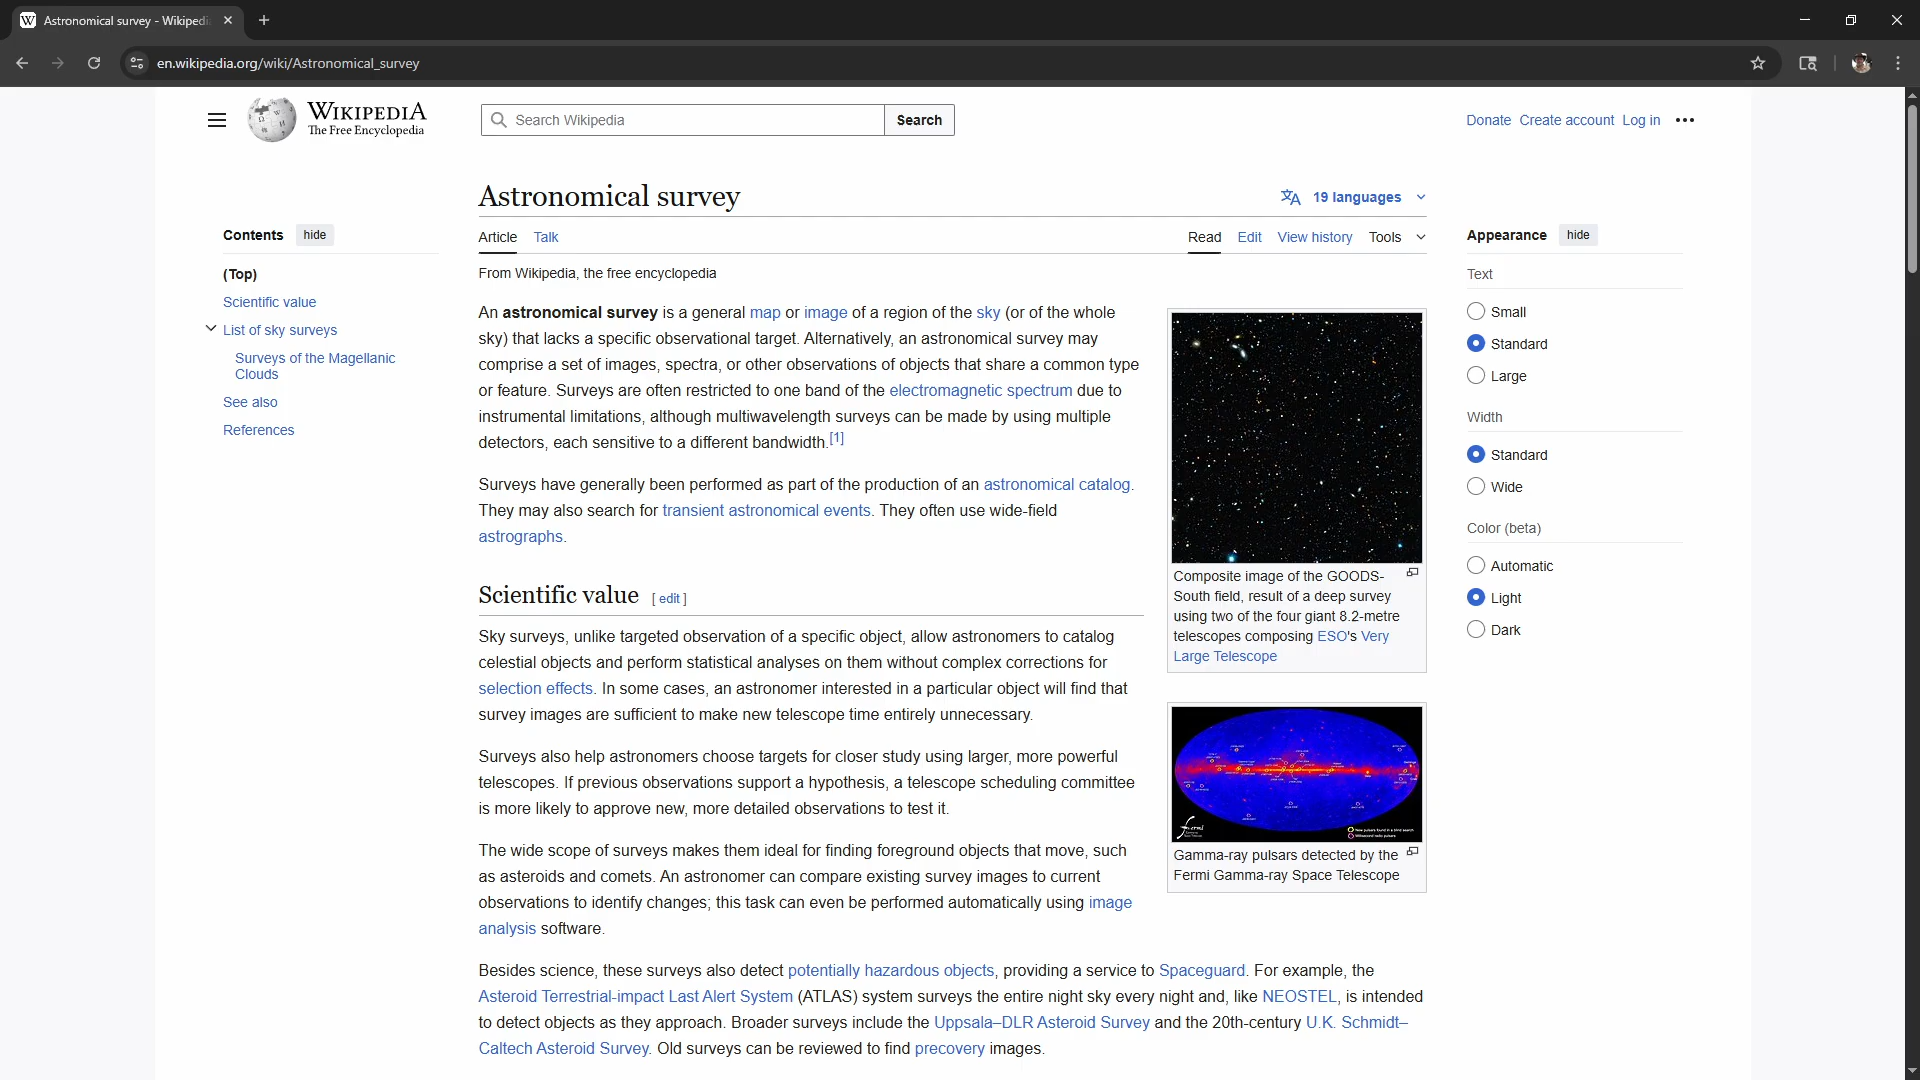 Astronomical survey - Wikipedi
en.wikipedia.org/wiki/Astronomical_survey
WIKIPEDIA
The Free Encyclopedia
Search Wikipedia
Search
Donate Create account Log in
Astronomical survey
19 languages
Contents hide
(Top)
Scientific value
List of sky surveys
Surveys of the Magellanic
Clouds
See also
References
Article Talk
Read Edit View history Tools
From Wikipedia, the free encyclopedia
An astronomical survey is a general map or image of a region of the sky (or of the whole
sky) that lacks a specific observational target. Alternatively, an astronomical survey may
comprise a set of images, spectra, or other observations of objects that share a common type
or feature. Surveys are often restricted to one band of the electromagnetic spectrum due to
instrumental limitations, although multiwavelength surveys can be made by using multiple
detectors, each sensitive to a different bandwidth.[1]
Surveys have generally been performed as part of the production of an astronomical catalog.
They may also search for transient astronomical events. They often use wide-field
astrographs.
Composite image of the GOODS-
South field, result of a deep survey
using two of the four giant 8.2-metre
telescopes composing ESO's Very
Large Telescope
Scientific value [ edit ]
Sky surveys, unlike targeted observation of a specific object, allow astronomers to catalog
celestial objects and perform statistical analyses on them without complex corrections for
selection effects. In some cases, an astronomer interested in a particular object will find that
survey images are sufficient to make new telescope time entirely unnecessary.
Surveys also help astronomers choose targets for closer study using larger, more powerful
telescopes. If previous observations support a hypothesis, a telescope scheduling committee
is more likely to approve new, more detailed observations to test it.
Gamma-ray pulsars detected by the
Fermi Gamma-ray Space Telescope
The wide scope of surveys makes them ideal for finding foreground objects that move, such
as asteroids and comets. An astronomer can compare existing survey images to current
observations to identify changes; this task can even be performed automatically using image
analysis software.
Besides science, these surveys also detect potentially hazardous objects, providing a service to Spaceguard. For example, the
Asteroid Terrestrial-impact Last Alert System (ATLAS) system surveys the entire night sky every night and, like NEOSTEL, is intended
to detect objects as they approach. Broader surveys include the Uppsala–DLR Asteroid Survey and the 20th-century U.K. Schmidt–
Caltech Asteroid Survey. Old surveys can be reviewed to find precovery images.
Appearance hide
Text
Small
Standard
Large
Width
Standard
Wide
Color (beta)
Automatic
Light
Dark